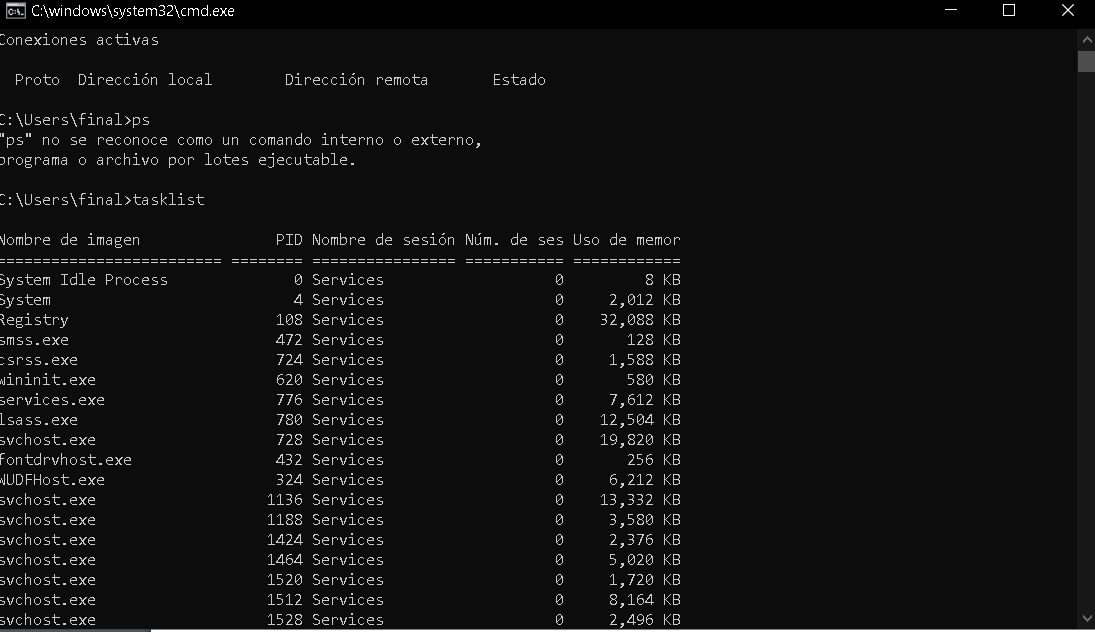 C:\windows\system32\cmd.exe
Conexiones activas
Proto Dirección local Dirección remota Estado
C:\Users\final>ps
"ps" no se reconoce como un comando interno o externo,
programa o archivo por lotes ejecutable.
C:\Users\final>tasklist
Nombre de imagen PID Nombre de sesión Núm. de ses Uso de memor
========================= ======== ================ =========== ============
System Idle Process 0 Services 0 8 KB
System 4 Services 0 2,012 KB
Registry 108 Services 0 32,088 KB
smss.exe 472 Services 0 128 KB
csrss.exe 724 Services 0 1,588 KB
wininit.exe 620 Services 0 580 KB
services.exe 776 Services 0 7,612 KB
lsass.exe 780 Services 0 12,504 KB
svchost.exe 728 Services 0 19,820 KB
fontdrvhost.exe 432 Services 0 256 KB
WUDFHost.exe 324 Services 0 6,212 KB
svchost.exe 1136 Services 0 13,332 KB
svchost.exe 1188 Services 0 3,580 KB
svchost.exe 1424 Services 0 2,376 KB
svchost.exe 1464 Services 0 5,020 KB
svchost.exe 1520 Services 0 1,720 KB
svchost.exe 1512 Services 0 8,164 KB
svchost.exe 1528 Services 0 2,496 KB